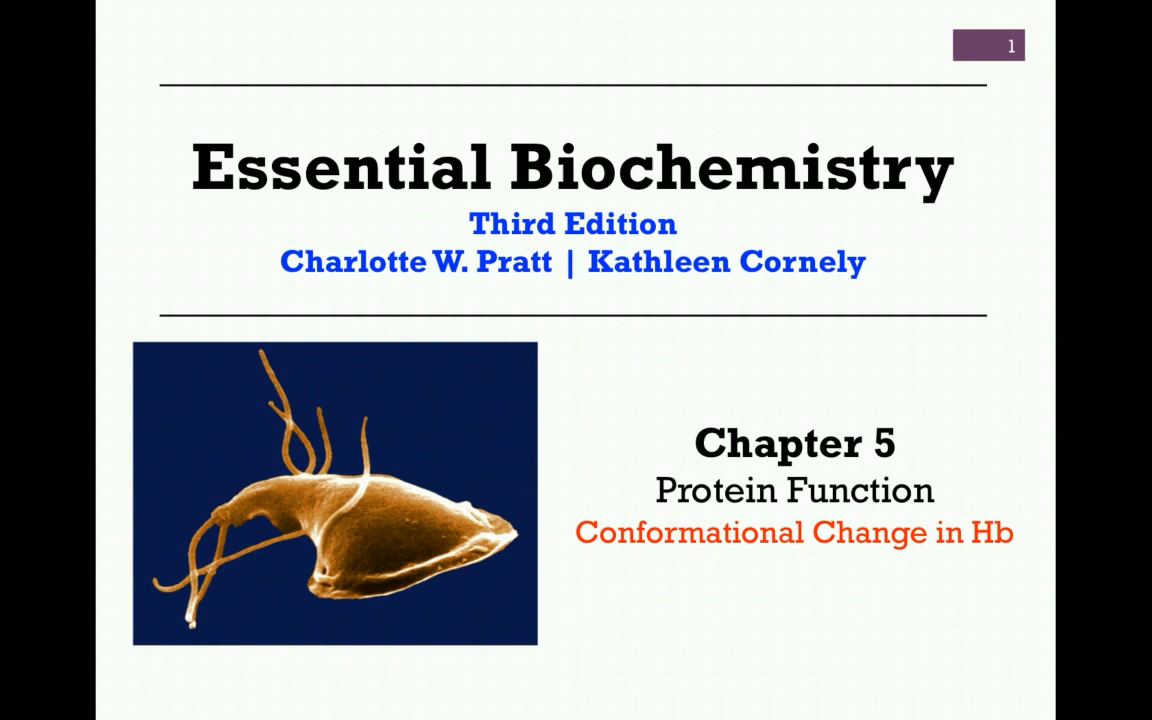 1
Essential Biochemistry
Third Edition
Charlotte W. Pratt | Kathleen Cornely
Chapter 5
Protein Function
Conformational Change in Hb